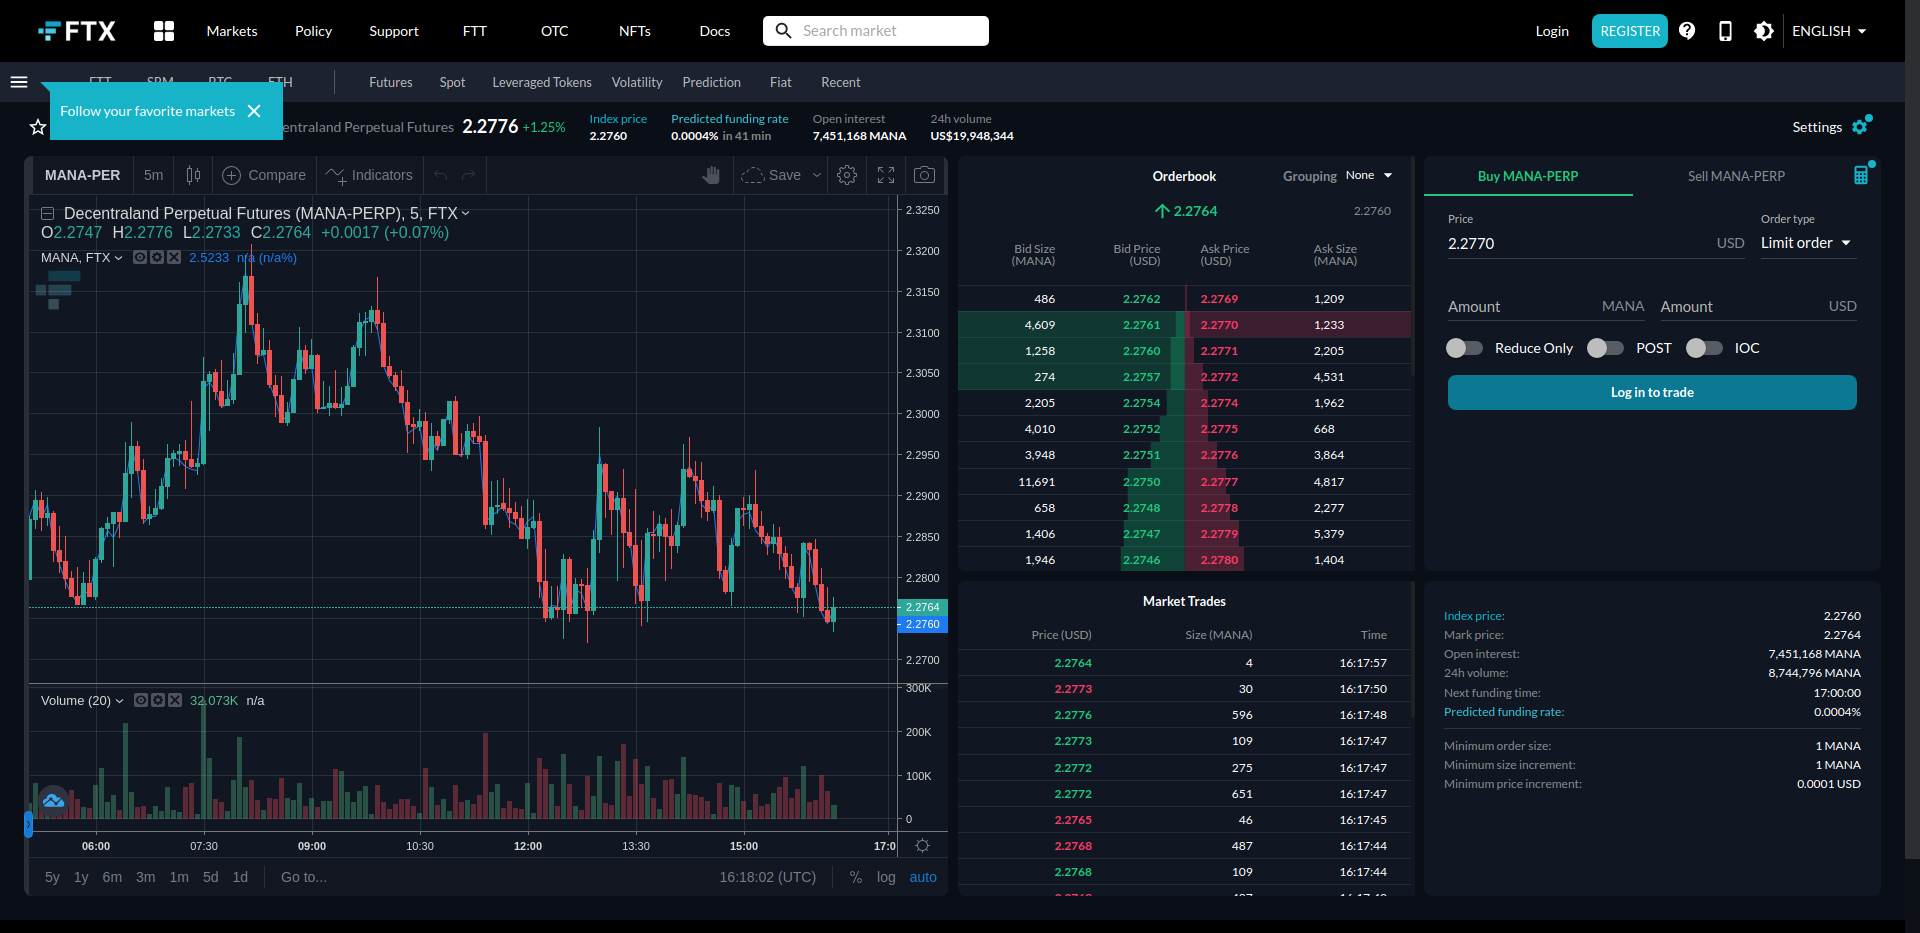 FTX Markets Policy Support FTT OTC NFTs Docs Search market Login REGISTER ENGLISH
FTT SRM BTC ETH Futures Spot Leveraged Tokens Volatility Prediction Fiat Recent
Follow your favorite markets
entraland Perpetual Futures 2.2776 +1.25%
Index price
2.2760
Predicted funding rate
0.0004% in 41 min
Open interest
7,451,168 MANA
24h volume
US$19,948,344
Settings
MANA-PER 5m Compare Indicators Save
Decentraland Perpetual Futures (MANA-PERP), 5, FTX
O2.2747 H2.2776 L2.2733 C2.2764 +0.0017 (+0.07%)
MANA, FTX 2.5233 n/a (n/a%)
2.3250
2.3200
2.3150
2.3100
2.3050
2.3000
2.2950
2.2900
2.2850
2.2800
2.2764
2.2760
2.2700
Volume (20) 32.073K n/a
300K
200K
100K
0
06:00 07:30 09:00 10:30 12:00 13:30 15:00 17:0
5y 1y 6m 3m 1m 5d 1d Go to... 16:18:02 (UTC) % log auto
Orderbook Grouping None
2.2764 2.2760
Bid Size (MANA) Bid Price (USD) Ask Price (USD) Ask Size (MANA)
486 2.2762 2.2769 1,209
4,609 2.2761 2.2770 1,233
1,258 2.2760 2.2771 2,205
274 2.2757 2.2772 4,531
2,205 2.2754 2.2774 1,962
4,010 2.2752 2.2775 668
3,948 2.2751 2.2776 3,864
11,691 2.2750 2.2777 4,817
658 2.2748 2.2778 2,277
1,406 2.2747 2.2779 5,379
1,946 2.2746 2.2780 1,404
Market Trades
Price (USD) Size (MANA) Time
2.2764 4 16:17:57
2.2773 30 16:17:50
2.2776 596 16:17:48
2.2773 109 16:17:47
2.2772 275 16:17:47
2.2772 651 16:17:47
2.2765 46 16:17:45
2.2768 487 16:17:44
2.2768 109 16:17:44
Buy MANA-PERP Sell MANA-PERP
Price Order type
2.2770 USD Limit order
Amount MANA Amount USD
Reduce Only POST IOC
Log in to trade
Index price: 2.2760
Mark price: 2.2764
Open interest: 7,451,168 MANA
24h volume: 8,744,796 MANA
Next funding time: 17:00:00
Predicted funding rate: 0.0004%
Minimum order size: 1 MANA
Minimum size increment: 1 MANA
Minimum price increment: 0.0001 USD